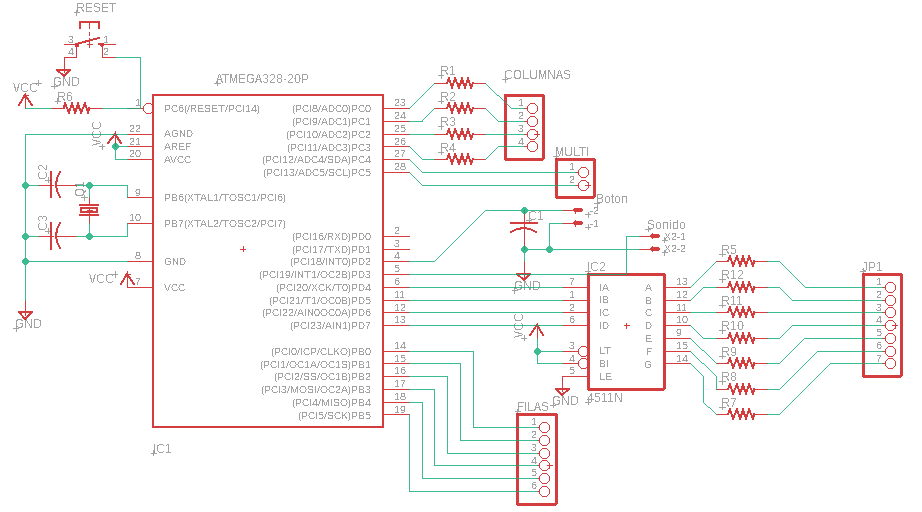 RESET
3
1
4
2
GND
VCC
R6
ATMEGA328-20P
1
PC6(/RESET/PCI14)
VCC
22
AGND
21
AREF
20
AVCC
C2
Q1
9
PB6(XTAL1/TOSC1/PCI6)
C3
10
PB7(XTAL2/TOSC2/PCI7)
8
GND
VCC
7
VCC
GND
(PCI8/ADC0)PC0
23
(PCI9/ADC1)PC1
24
(PCI10/ADC2)PC2
25
(PCI11/ADC3)PC3
26
(PCI12/ADC4/SDA)PC4
27
(PCI13/ADC5/SCL)PC5
28
(PCI16/RXD)PD0
2
(PCI17/TXD)PD1
3
(PCI18/INT0)PD2
4
(PCI19/INT1/OC2B)PD3
5
(PCI20/XCK/T0)PD4
6
(PCI21/T1/OC0B)PD5
11
(PCI22/AIN0OC0A)PD6
12
(PCI23/AIN1)PD7
13
(PCI0/ICP/CLKO)PB0
14
(PCI1/OC1A/OC1S)PB1
15
(PCI2/SS/OC1B)PB2
16
(PCI3/MOSI/OC2A)PB3
17
(PCI4/MISO)PB4
18
(PCI5/SCK)PB5
19
IC1
R1
R2
R3
R4
COLUMNAS
1
2
3
4
MULTI
1
2
Boton
-2
-1
C1
GND
Sonido
X2-1
X2-2
IC2
7
IA
1
IB
2
IC
6
ID
3
LT
4
BI
5
LE
A
13
B
12
C
11
D
10
E
9
F
15
G
14
4511N
VCC
GND
R5
R12
R11
R10
R9
R8
R7
JP1
1
2
3
4
5
6
7
FILAS
1
2
3
4
5
6